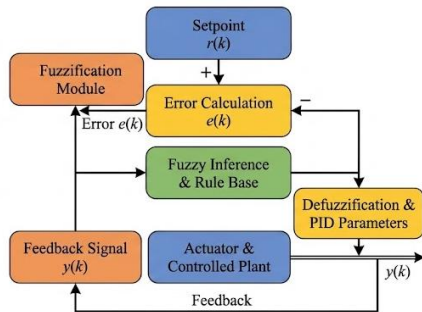 Setpoint
r(k)
+
Fuzzification
Module
Error Calculation
e(k)
−
Error e(k)
Fuzzy Inference
& Rule Base
Defuzzification &
PID Parameters
Feedback Signal
y(k)
Actuator &
Controlled Plant
y(k)
Feedback